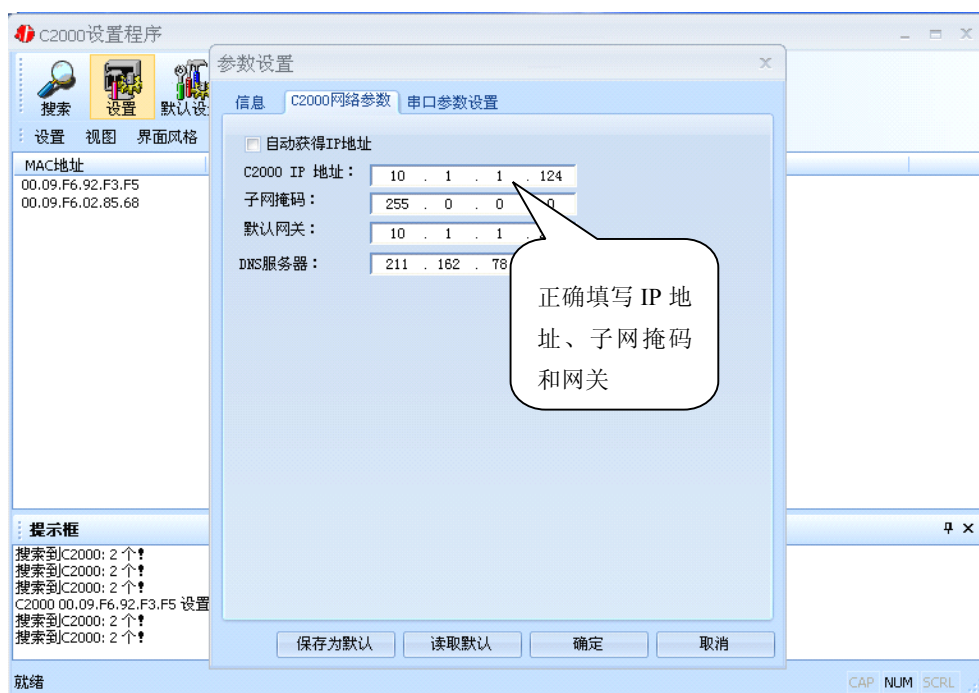 C2000设置程序
搜索
设置
默认设
设置 视图 界面风格
MAC地址
00.09.F6.92.F3.F5
00.09.F6.02.85.68
参数设置
信息 C2000网络参数 串口参数设置
自动获得IP地址
C2000 IP 地址： 10 . 1 . 1 . 124
子网掩码： 255 . 0 . 0 . 0
默认网关： 10 . 1 . 1 .
DNS服务器： 211 . 162 . 78
正确填写 IP 地
址、子网掩码
和网关
保存为默认 读取默认 确定 取消
提示框
搜索到C2000: 2 个!
搜索到C2000: 2 个!
搜索到C2000: 2 个!
C2000 00.09.F6.92.F3.F5 设置
搜索到C2000: 2 个!
搜索到C2000: 2 个!
就绪
CAP NUM SCRL